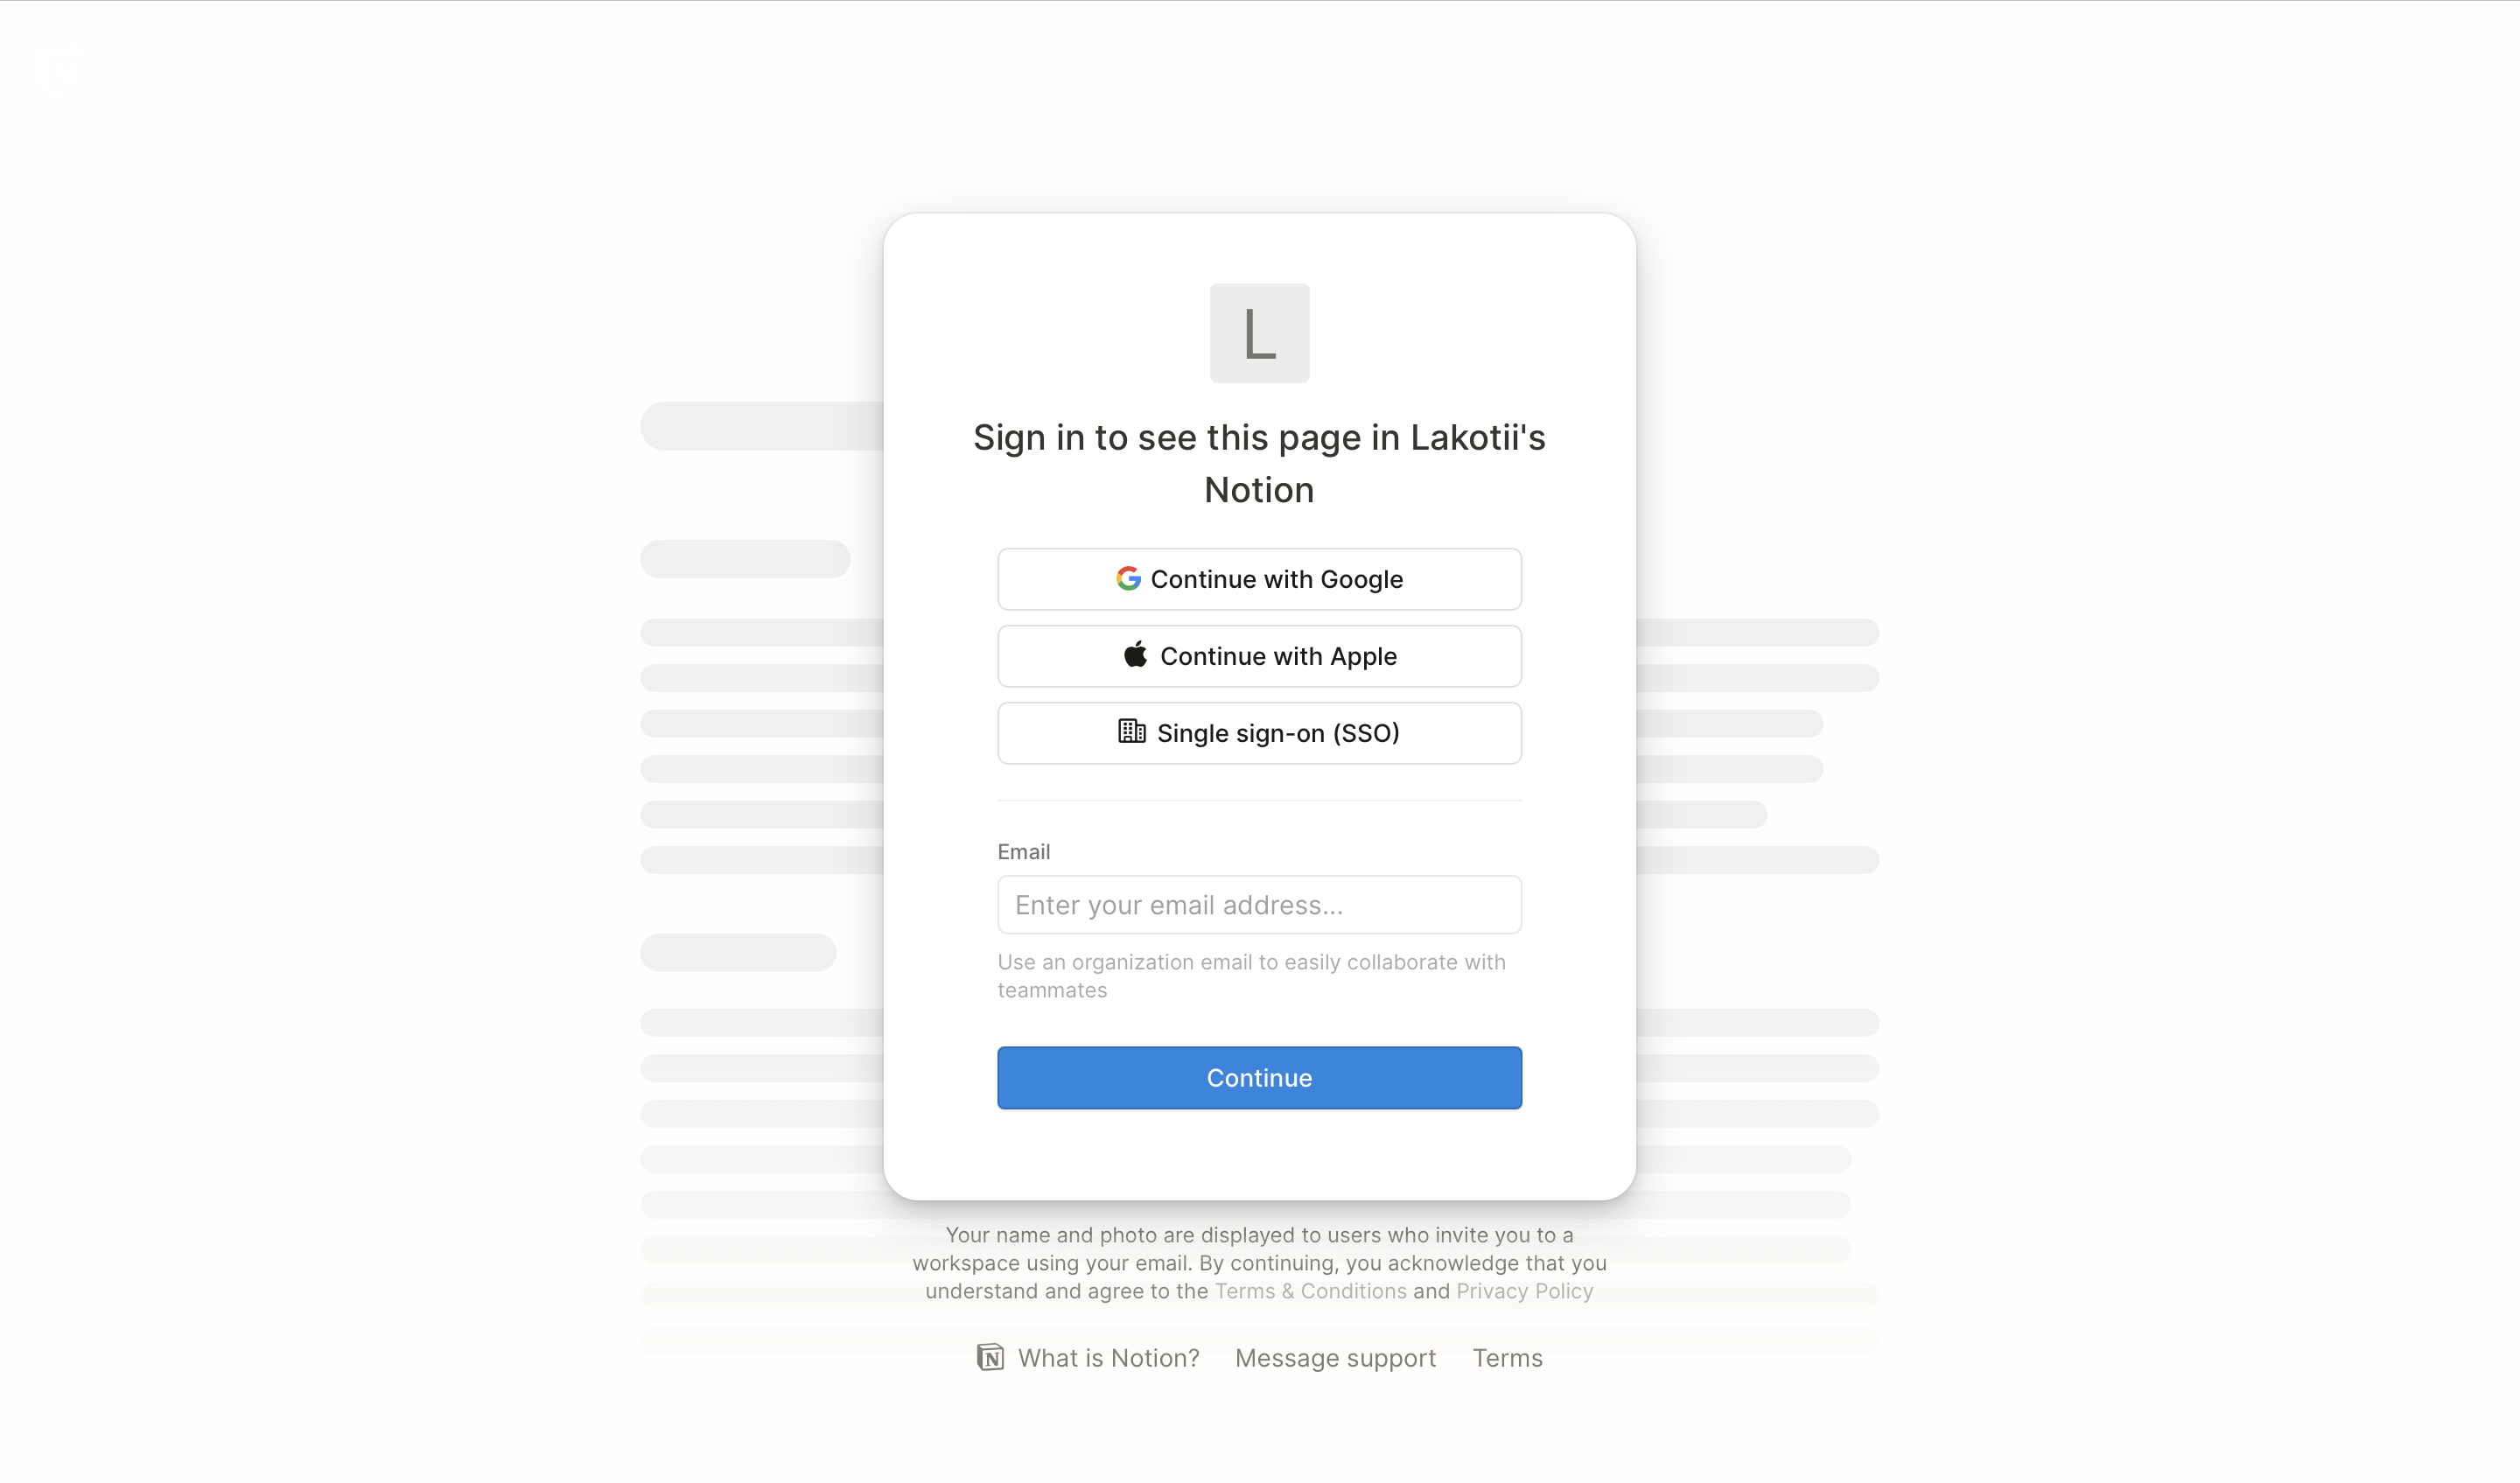 L
Sign in to see this page in Lakotii's
Notion
Continue with Google
Continue with Apple
Single sign-on (SSO)
Email
Enter your email address...
Use an organization email to easily collaborate with
teammates
Continue
Your name and photo are displayed to users who invite you to a
workspace using your email. By continuing, you acknowledge that you
understand and agree to the Terms & Conditions and Privacy Policy
What is Notion? Message support Terms